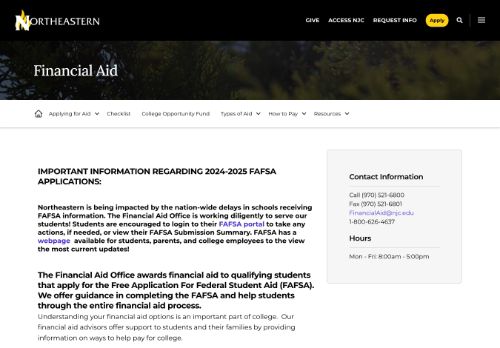 NORTHEASTERN
GIVE ACCESS NJC REQUEST INFO Apply
Financial Aid
Applying for Aid Checklist College Opportunity Fund Types of Aid How to Pay Resources
IMPORTANT INFORMATION REGARDING 2024-2025 FAFSA
APPLICATIONS:
Northeastern is being impacted by the nation-wide delays in schools receiving
FAFSA information. The Financial Aid Office is working diligently to serve our
students! Students are encouraged to login to their FAFSA portal to take any
actions, if needed, or view their FAFSA Submission Summary. FAFSA has a
webpage available for students, parents, and college employees to the view
the most current updates!
The Financial Aid Office awards financial aid to qualifying students
that apply for the Free Application For Federal Student Aid (FAFSA).
We offer guidance in completing the FAFSA and help students
through the entire financial aid process.
Understanding your financial aid options is an important part of college. Our
financial aid advisors offer support to students and their families by providing
information on ways to help pay for college.
Contact Information
Call (970) 521-6800
Fax (970) 521-6801
FinancialAid@njc.edu
1-800-626-4637
Hours
Mon - Fri: 8:00am - 5:00pm